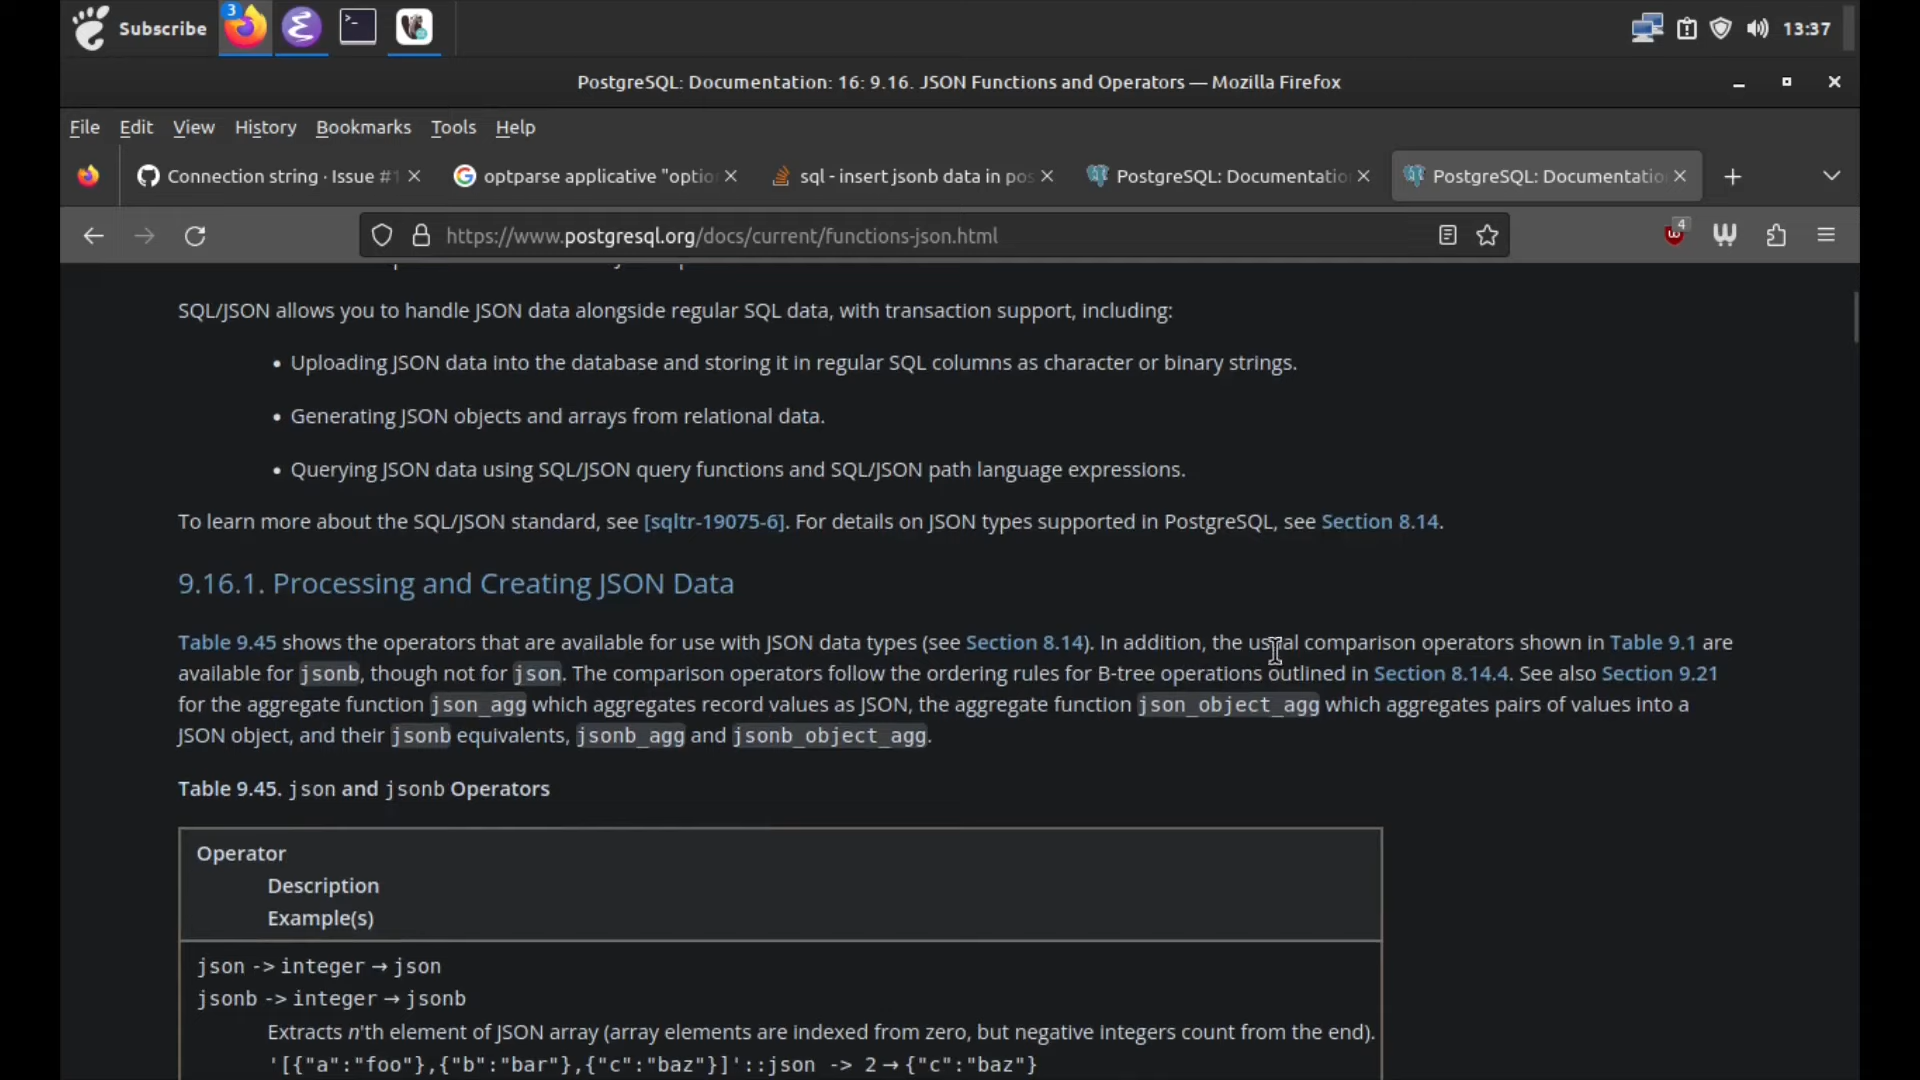 3
Subscribe
13:37
PostgreSQL: Documentation: 16: 9.16. JSON Functions and Operators — Mozilla Firefox
File Edit View History Bookmarks Tools Help
Connection string · Issue #1
optparse applicative "optio
sql - insert jsonb data in pos
PostgreSQL: Documentatio
PostgreSQL: Documentatio
https://www.postgresql.org/docs/current/functions-json.html
4
SQL/JSON allows you to handle JSON data alongside regular SQL data, with transaction support, including:
• Uploading JSON data into the database and storing it in regular SQL columns as character or binary strings.
• Generating JSON objects and arrays from relational data.
• Querying JSON data using SQL/JSON query functions and SQL/JSON path language expressions.
To learn more about the SQL/JSON standard, see [sqltr-19075-6]. For details on JSON types supported in PostgreSQL, see Section 8.14.
9.16.1. Processing and Creating JSON Data
Table 9.45 shows the operators that are available for use with JSON data types (see Section 8.14). In addition, the usual comparison operators shown in Table 9.1 are
available for jsonb, though not for json. The comparison operators follow the ordering rules for B-tree operations outlined in Section 8.14.4. See also Section 9.21
for the aggregate function json_agg which aggregates record values as JSON, the aggregate function json_object_agg which aggregates pairs of values into a
JSON object, and their jsonb equivalents, jsonb_agg and jsonb_object_agg.
Table 9.45. json and jsonb Operators
Operator
Description
Example(s)
json -> integer → json
jsonb -> integer → jsonb
Extracts n'th element of JSON array (array elements are indexed from zero, but negative integers count from the end).
'[{"a":"foo"},{"b":"bar"},{"c":"baz"}]'::json -> 2 → {"c":"baz"}